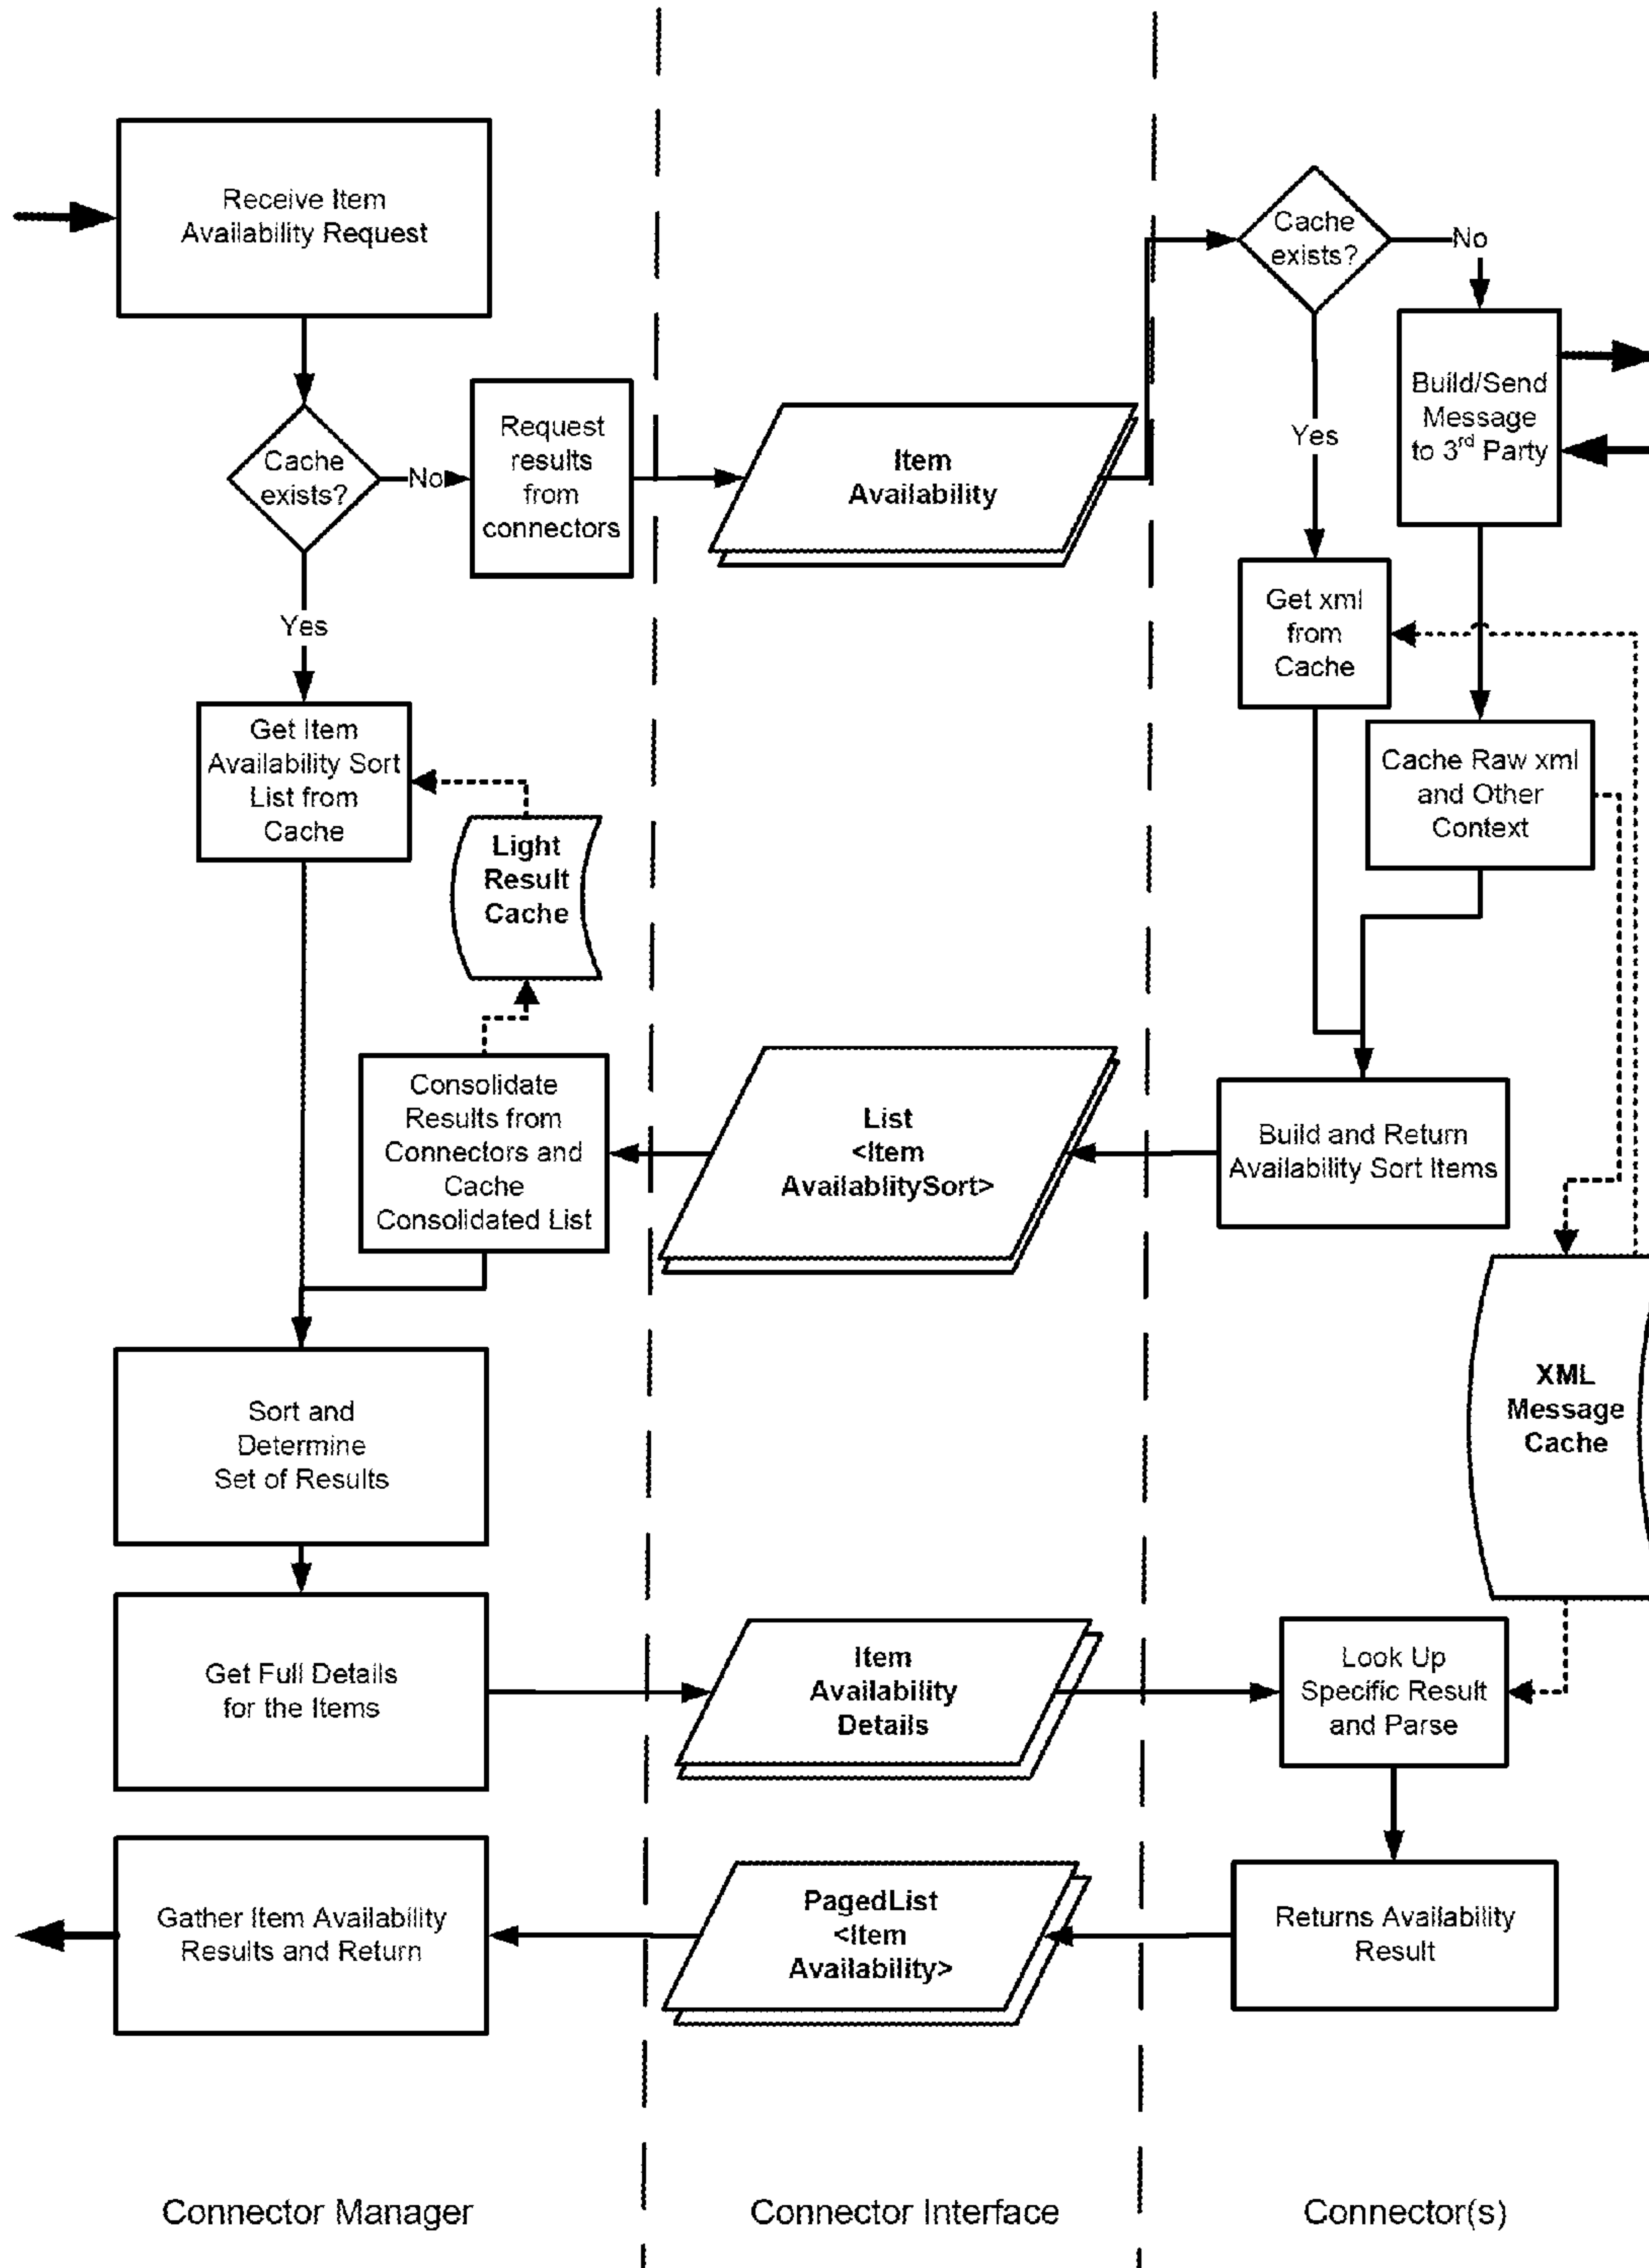 Receive Item
Availability Request
Cache
exists?
No
Request
results
from
connectors
Yes
Get Item
Availability Sort
List from
Cache
Light
Result
Cache
Consolidate
Results from
Connectors and
Cache
Consolidated List
Sort and
Determine
Set of Results
Get Full Details
for the Items
Gather Item Availability
Results and Return
Connector Manager
Item
Availability
List
<Item
AvailablitySort>
Item
Availability
Details
PagedList
<Item
Availability>
Connector Interface
Cache
exists?
No
Build/Send
Message
to 3rd Party
Yes
Get xml
from
Cache
Cache Raw xml
and Other
Context
Build and Return
Availability Sort Items
XML
Message
Cache
Look Up
Specific Result
and Parse
Returns Availability
Result
Connector(s)